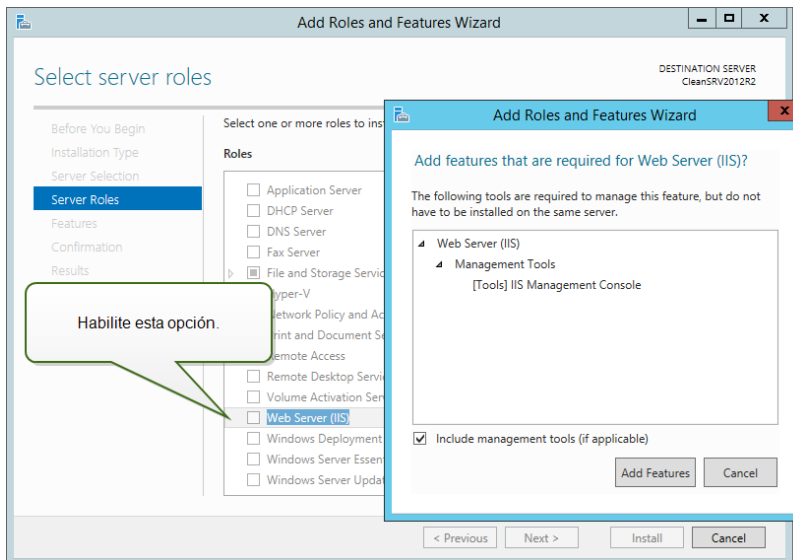 Add Roles and Features Wizard
Select server roles
DESTINATION SERVER
CleanSRV2012R2
Before You Begin
Installation Type
Server Selection
Server Roles
Features
Confirmation
Results
Select one or more roles to ins
Roles
Application Server
DHCP Server
DNS Server
Fax Server
File and Storage Servic
Hyper-V
Network Policy and Ac
Print and Document Se
Remote Access
Remote Desktop Servi
Volume Activation Ser
Web Server (IIS)
Windows Deployment
Windows Server Essen
Windows Server Updat
Habilite esta opción.
Add Roles and Features Wizard
Add features that are required for Web Server (IIS)?
The following tools are required to manage this feature, but do not
have to be installed on the same server.
Web Server (IIS)
Management Tools
[Tools] IIS Management Console
Include management tools (if applicable)
Add Features
Cancel
< Previous
Next >
Install
Cancel